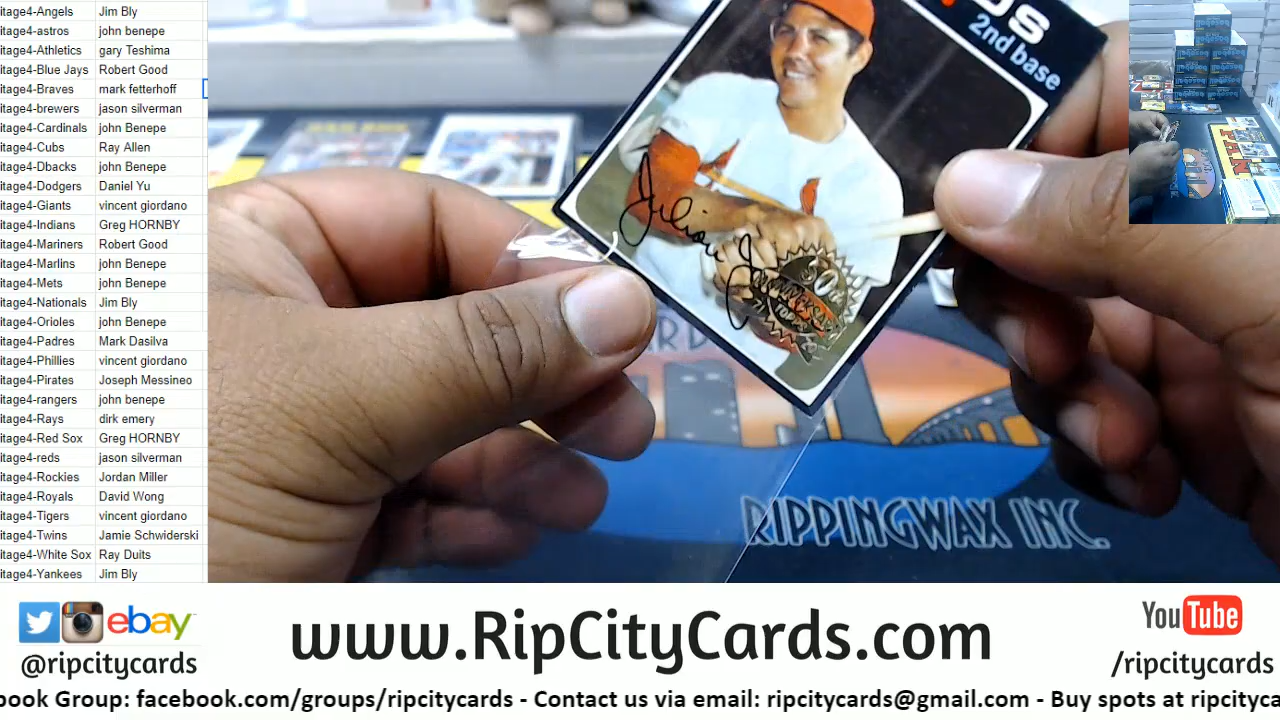 itage4-Angels Jim Bly
itage4-astros john benepe
itage4-Athletics gary Teshima
itage4-Blue Jays Robert Good
itage4-Braves mark fetterhoff
itage4-brewers jason silverman
itage4-Cardinals john Benepe
itage4-Cubs Ray Allen
itage4-Dbacks john Benepe
itage4-Dodgers Daniel Yu
itage4-Giants vincent giordano
itage4-Indians Greg HORNBY
itage4-Mariners Robert Good
itage4-Marlins john Benepe
itage4-Mets john Benepe
itage4-Nationals Jim Bly
itage4-Orioles john Benepe
itage4-Padres Mark Dasilva
itage4-Phillies vincent giordano
itage4-Pirates Joseph Messineo
itage4-rangers john benepe
itage4-Rays dirk emery
itage4-Red Sox Greg HORNBY
itage4-reds jason silverman
itage4-Rockies Jordan Miller
itage4-Royals David Wong
itage4-Tigers vincent giordano
itage4-Twins Jamie Schwiderski
itage4-White Sox Ray Duits
itage4-Yankees Jim Bly
2nd base
Julian
50th
ANNIVERSARY
RIPPINGWAX INC.
ebay
@ripcitycards
www.RipCityCards.com
YouTube
/ripcitycards
book Group: facebook.com/groups/ripcitycards - Contact us via email: ripcitycards@gmail.com - Buy spots at ripcityca